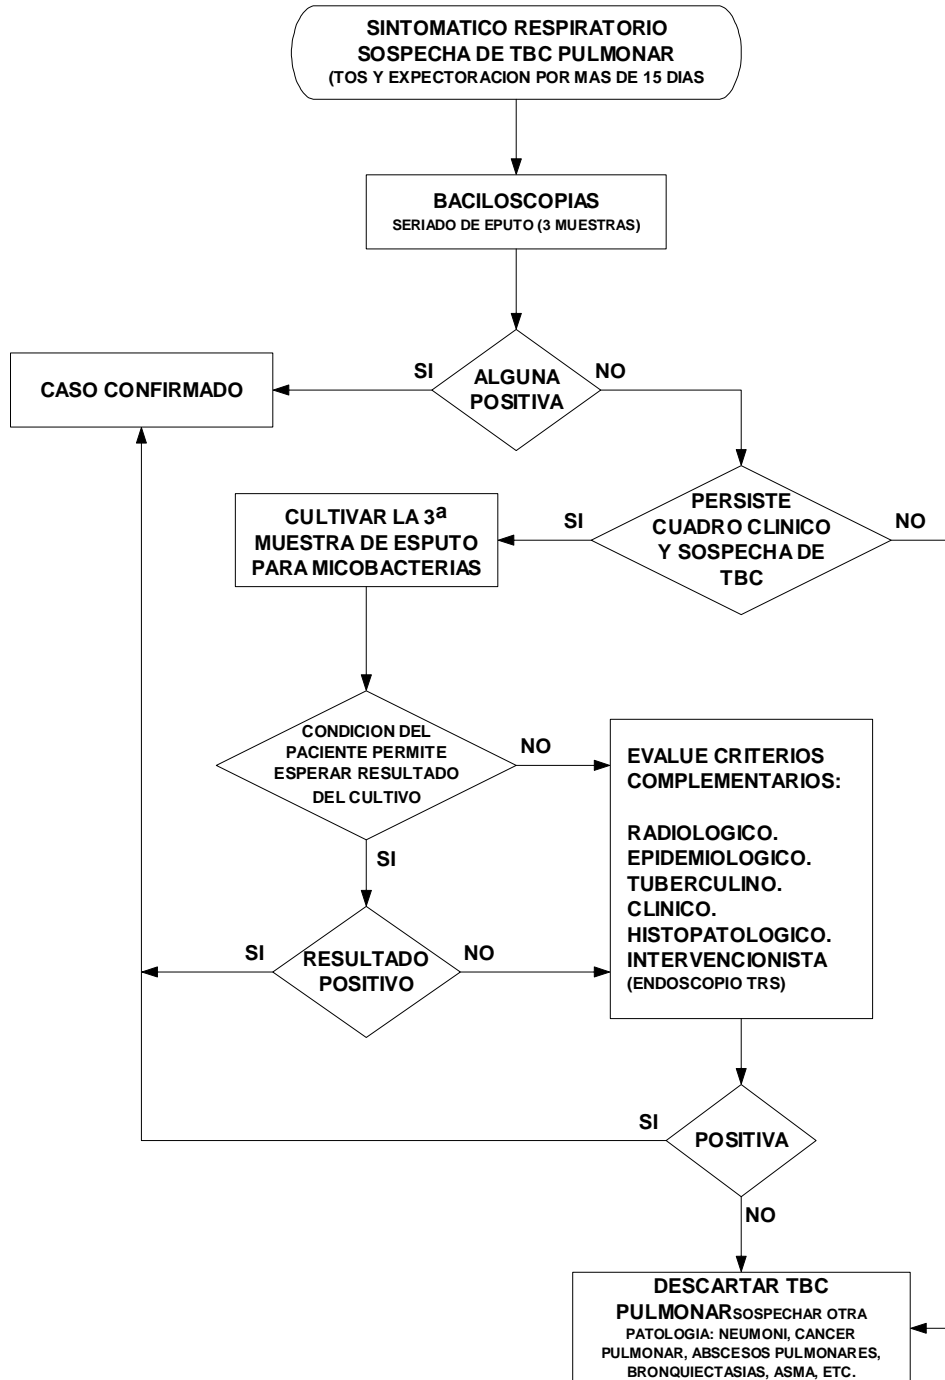 SINTOMATICO RESPIRATORIO
SOSPECHA DE TBC PULMONAR
(TOS Y EXPECTORACION POR MAS DE 15 DIAS
BACILOSCOPIAS
SERIADO DE EPUTO (3 MUESTRAS)
SI
ALGUNA
POSITIVA
NO
CASO CONFIRMADO
PERSISTE
CUADRO CLINICO
Y SOSPECHA DE
TBC
SI
NO
CULTIVAR LA 3ª
MUESTRA DE ESPUTO
PARA MICOBACTERIAS
CONDICION DEL
PACIENTE PERMITE
ESPERAR RESULTADO
DEL CULTIVO
NO
SI
EVALUE CRITERIOS
COMPLEMENTARIOS:
RADIOLOGICO.
EPIDEMIOLOGICO.
TUBERCULINO.
CLINICO.
HISTOPATOLOGICO.
INTERVENCIONISTA
(ENDOSCOPIO TRS)
SI
RESULTADO
POSITIVO
NO
SI
POSITIVA
NO
DESCARTAR TBC
PULMONAR SOSPECHAR OTRA
PATOLOGIA: NEUMONI, CANCER
PULMONAR, ABSCESOS PULMONARES,
BRONQUIECTASIAS, ASMA, ETC.